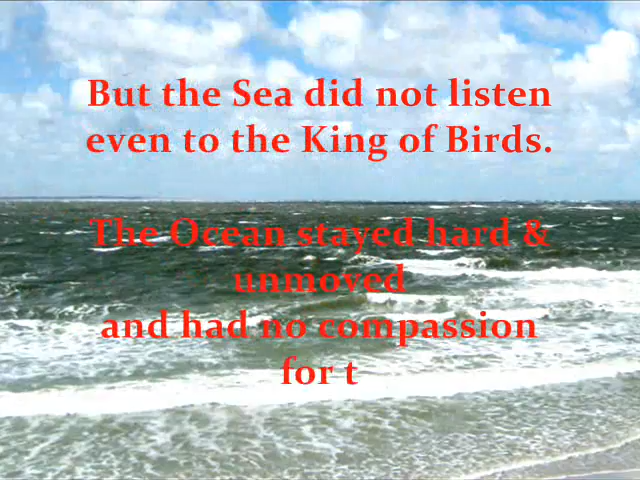 But the Sea did not listen
even to the King of Birds.
The Ocean stayed hard &
unmoved
and had no compassion
for t